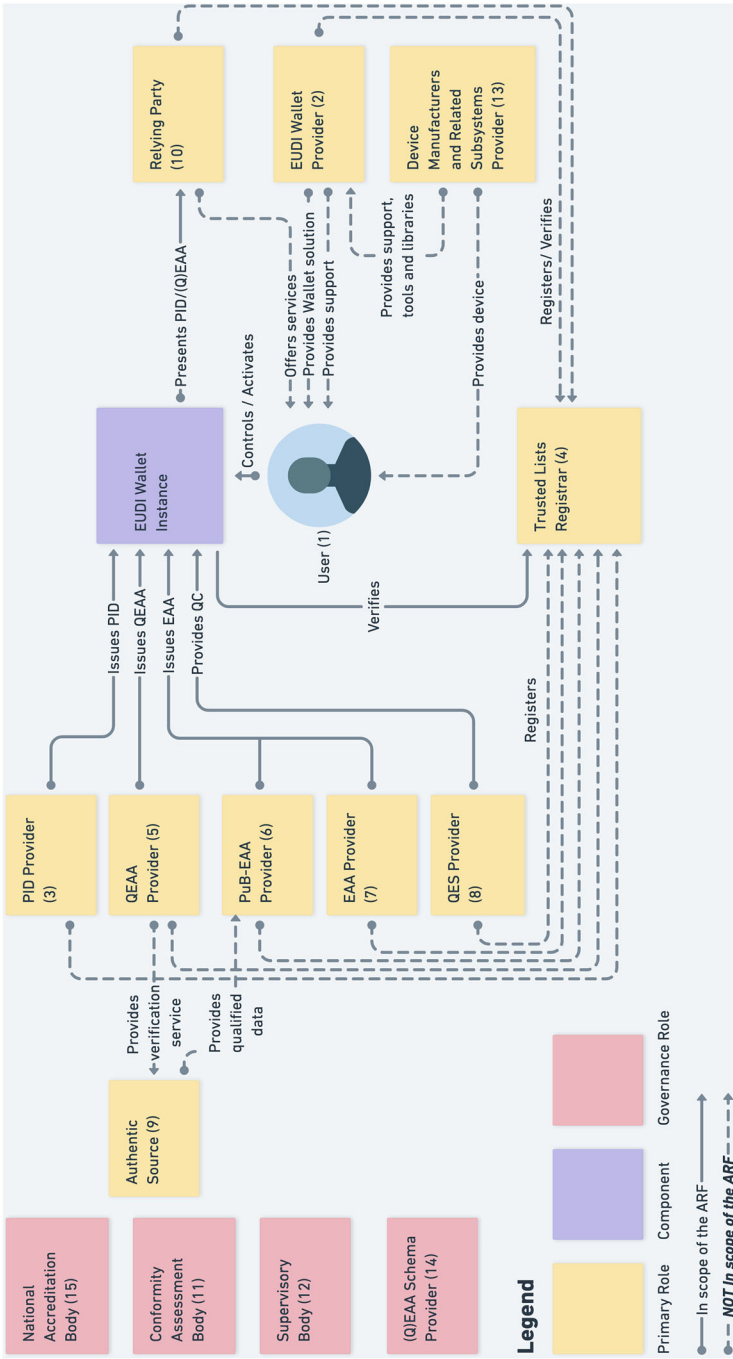 National
Accreditation
Body (15)
Conformity
Assessment
Body (11)
Supervisory
Body (12)
(Q)EAA Schema
Provider (14)
Authentic
Source (9)
Provides
verification
service
Provides
qualified
data
PID Provider
(3)
QEAA
Provider (5)
PuB-EAA
Provider (6)
EAA Provider
(7)
QES Provider
(8)
Issues PID
Issues QEAA
Issues EAA
Provides QC
Verifies
Registers
EUDI Wallet
Instance
Controls / Activates
User (1)
Trusted Lists
Registrar (4)
Presents PID/(Q)EAA
Offers services
Provides Wallet solution
Provides support
Provides support,
tools and libraries
Provides device
Registers/ Verifies
Relying Party
(10)
EUDI Wallet
Provider (2)
Device
Manufacturers
and Related
Subsystems
Provider (13)
Legend
Primary Role
Component
Governance Role
In scope of the ARF
NOT In scope of the ARF